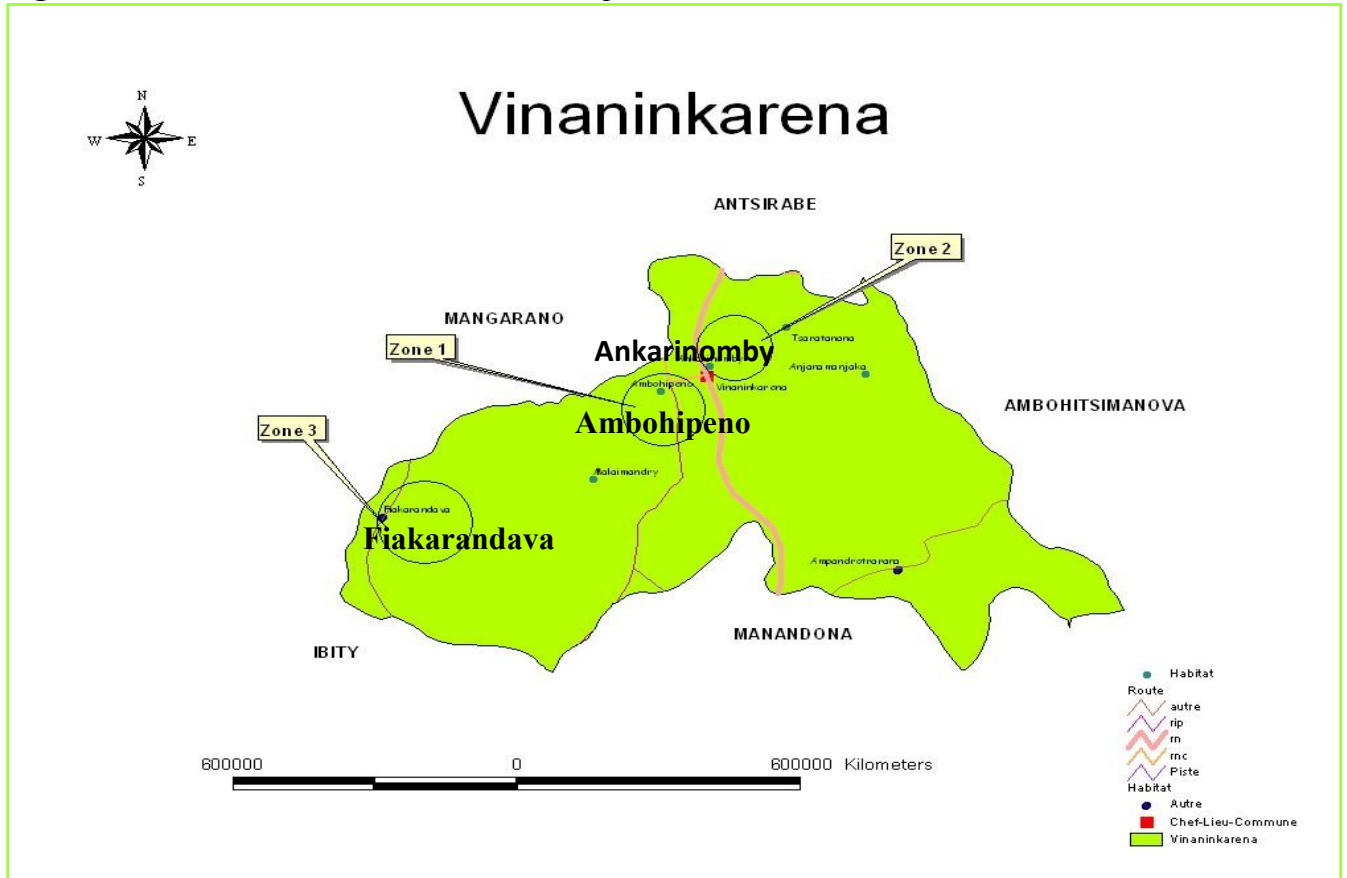 Vinaninkarena
N
W
E
S
ANTSIRABE
Zone 2
MANGARANO
Tsaratanana
Zone 1
Ankarinomby
Anjaramanjaka
Ambohipeno
Vinaninkarena
AMBOHITSIMANOVA
Ambohipeno
Zone 3
Malaimandry
Fiakarandava
Fiakarandava
Ampandrotrarana
MANANDONA
IBITY
Habitat
Route
autre
rip
rn
rnc
Piste
Habitat
Autre
Chef-Lieu-Commune
Vinaninkarena
600000 0 600000 Kilometers